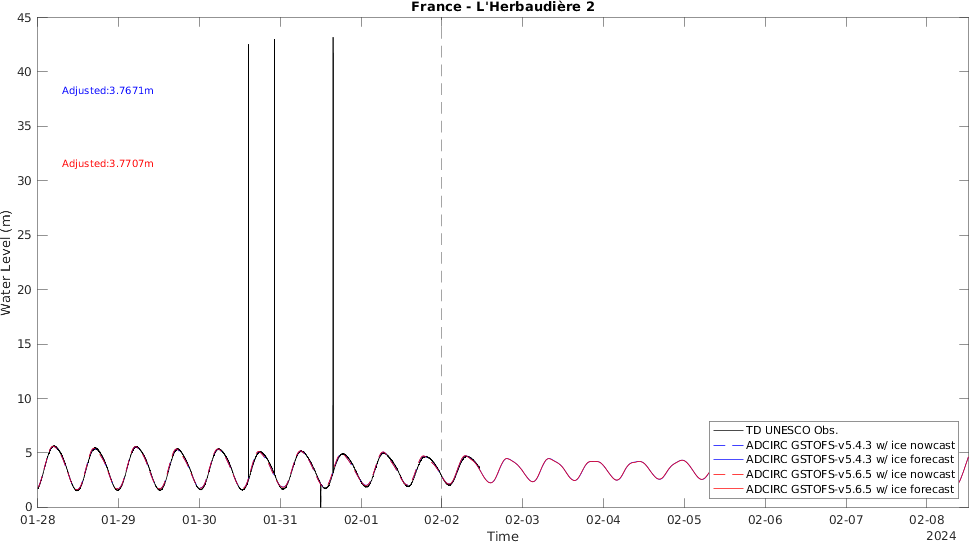 France - L'Herbaudière 2
45
40
35
30
25
20
15
10
5
0
Water Level (m)
Adjusted:3.7671m
Adjusted:3.7707m
TD UNESCO Obs.
ADCIRC GSTOFS-v5.4.3 w/ ice nowcast
ADCIRC GSTOFS-v5.4.3 w/ ice forecast
ADCIRC GSTOFS-v5.6.5 w/ ice nowcast
ADCIRC GSTOFS-v5.6.5 w/ ice forecast
01-28 01-29 01-30 01-31 02-01 02-02 02-03 02-04 02-05 02-06 02-07 02-08
Time
2024